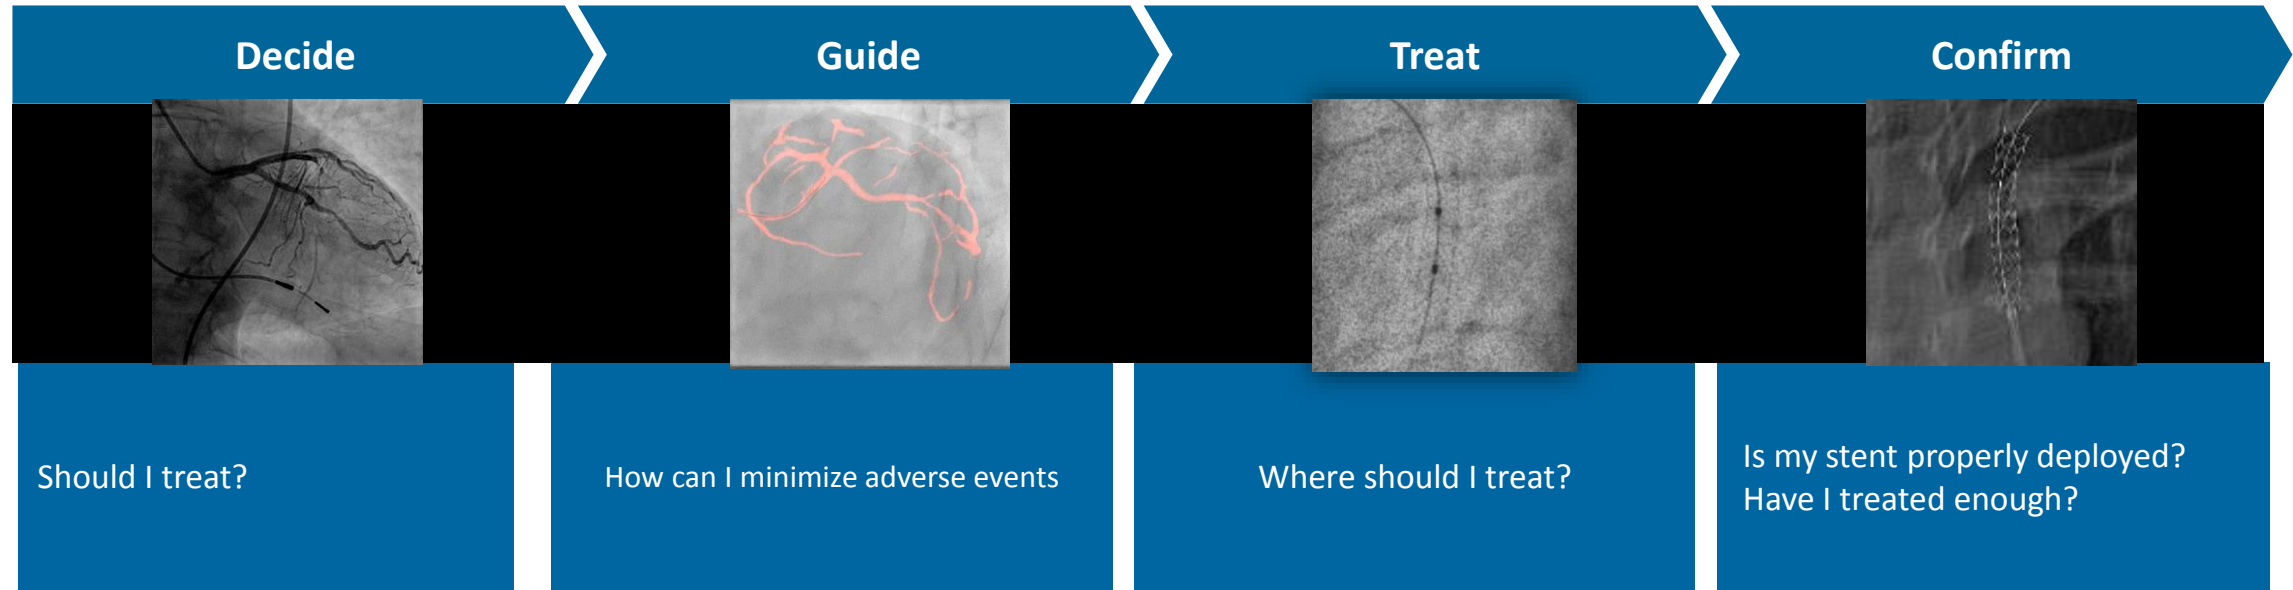 Decide
Guide
Treat
Confirm
Should I treat?
How can I minimize adverse events
Where should I treat?
Is my stent properly deployed?
Have I treated enough?